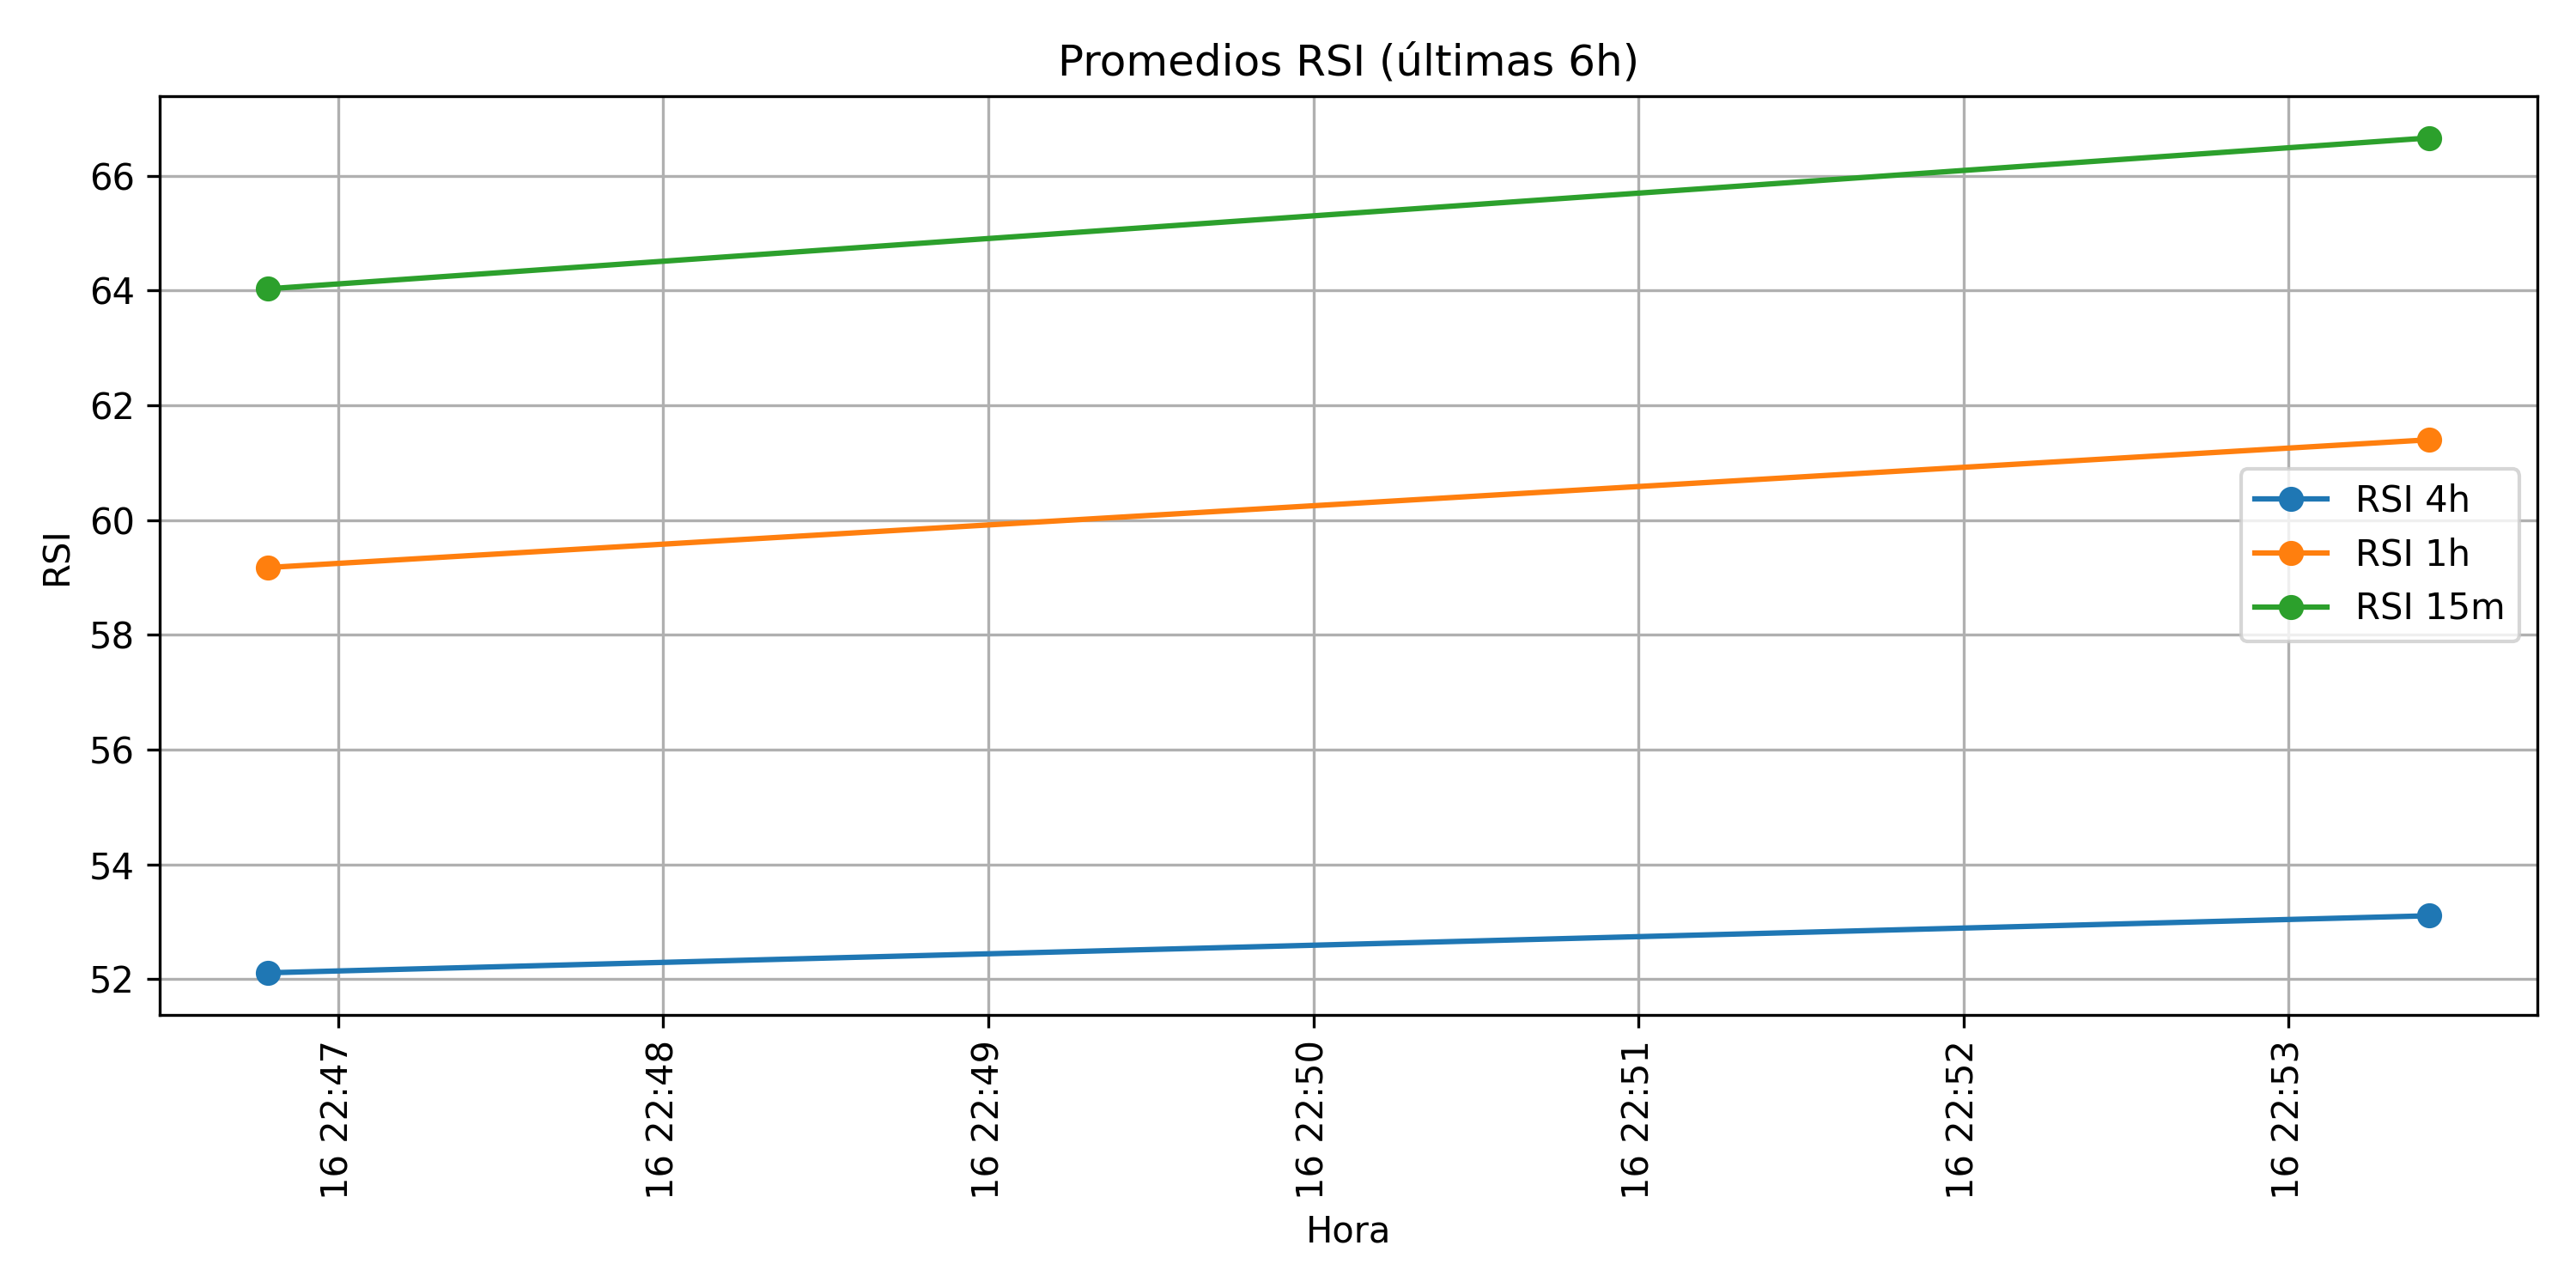 Promedios RSI (últimas 6h)
RSI
66
64
62
60
58
56
54
52
RSI 4h
RSI 1h
RSI 15m
16 22:47
16 22:48
16 22:49
16 22:50
16 22:51
16 22:52
16 22:53
Hora